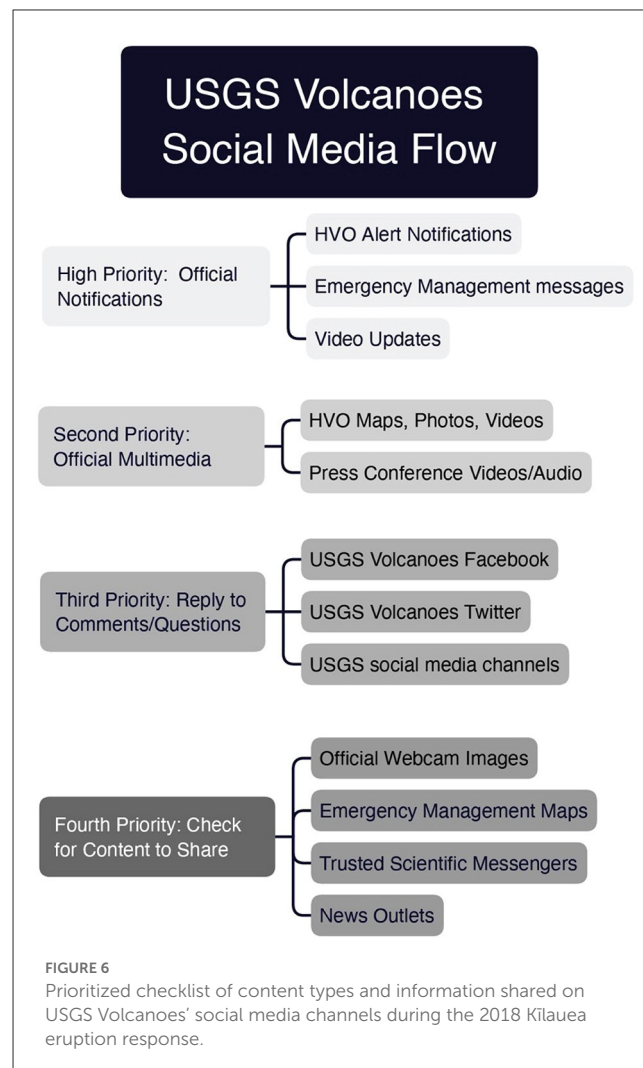 USGS Volcanoes
Social Media Flow
High Priority:  Official
Notifications
HVO Alert Notifications
Emergency Management messages
Video Updates
Second Priority:
Official Multimedia
HVO Maps, Photos, Videos
Press Conference Videos/Audio
Third Priority: Reply to
Comments/Questions
USGS Volcanoes Facebook
USGS Volcanoes Twitter
USGS social media channels
Fourth Priority: Check
for Content to Share
Official Webcam Images
Emergency Management Maps
Trusted Scientific Messengers
News Outlets
FIGURE 6
Prioritized checklist of content types and information shared on
USGS Volcanoes’ social media channels during the 2018 Kīlauea
eruption response.